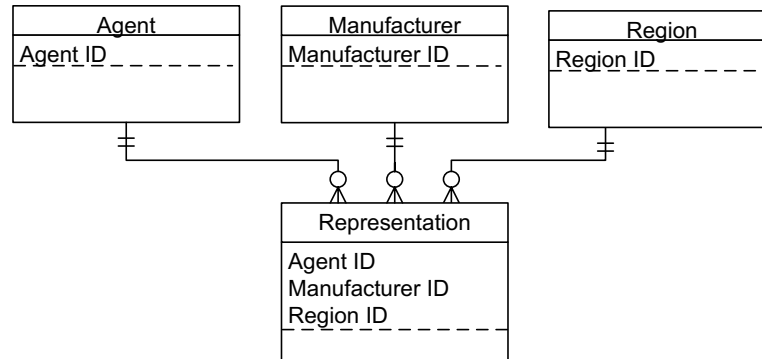 Agent
Agent ID
Manufacturer
Manufacturer ID
Region
Region ID
Representation
Agent ID
Manufacturer ID
Region ID